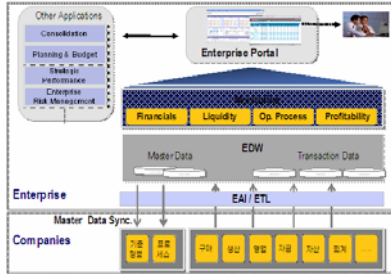 Other Applications
Consolidation
Planning & Budget
Strategic
Performance
Enterprise
Risk Management
Enterprise Portal
Financials
Liquidity
Op. Process
Profitability
EDW
Master Data
Transaction Data
Enterprise
EAI / ETL
Master Data Sync.
Companies
기준
정보
프로
세스
구매
생산
영업
자금
자산
회계